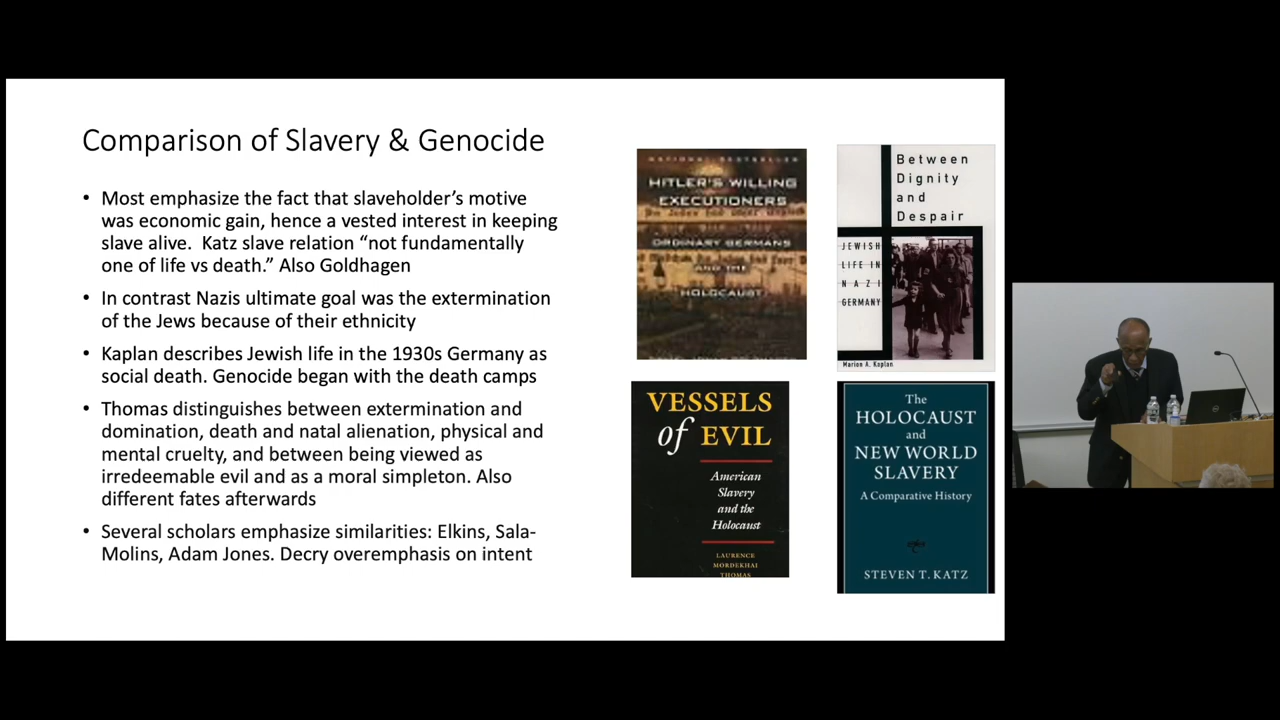 Comparison of Slavery & Genocide
• Most emphasize the fact that slaveholder’s motive
was economic gain, hence a vested interest in keeping
slave alive. Katz slave relation “not fundamentally
one of life vs death.” Also Goldhagen
• In contrast Nazis ultimate goal was the extermination
of the Jews because of their ethnicity
• Kaplan describes Jewish life in the 1930s Germany as
social death. Genocide began with the death camps
• Thomas distinguishes between extermination and
domination, death and natal alienation, physical and
mental cruelty, and between being viewed as
irredeemable evil and as a moral simpleton. Also
different fates afterwards
• Several scholars emphasize similarities: Elkins, Sala-
Molins, Adam Jones. Decry overemphasis on intent
NATIONAL BESTSELLER
HITLER'S WILLING
EXECUTIONERS
ORDINARY GERMANS
AND THE
HOLOCAUST
Between
Dignity
and
Despair
JEWISH
LIFE IN
NAZI
GERMANY
Marion A. Kaplan
VESSELS
of EVIL
American
Slavery
and the
Holocaust
LAURENCE
MORDEKHAI
THOMAS
The
HOLOCAUST
and
NEW WORLD
SLAVERY
A Comparative History
STEVEN T. KATZ